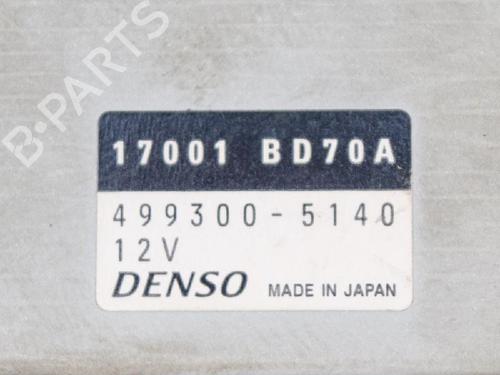 B-PARTS
17001 BD70A
499300-5140
12V
DENSO MADE IN JAPAN